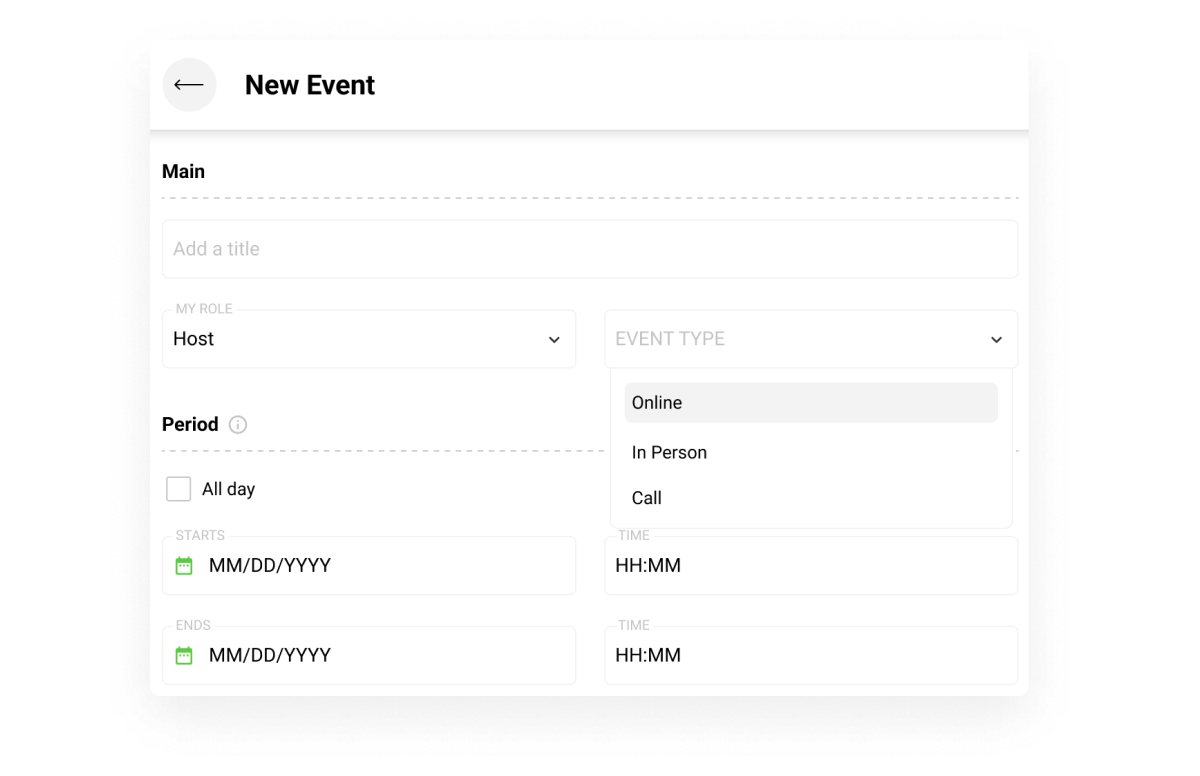 New Event
Main
Add a title
MY ROLE
Host
EVENT TYPE
Online
In Person
Call
Period
All day
STARTS
MM/DD/YYYY
TIME
HH:MM
ENDS
MM/DD/YYYY
TIME
HH:MM